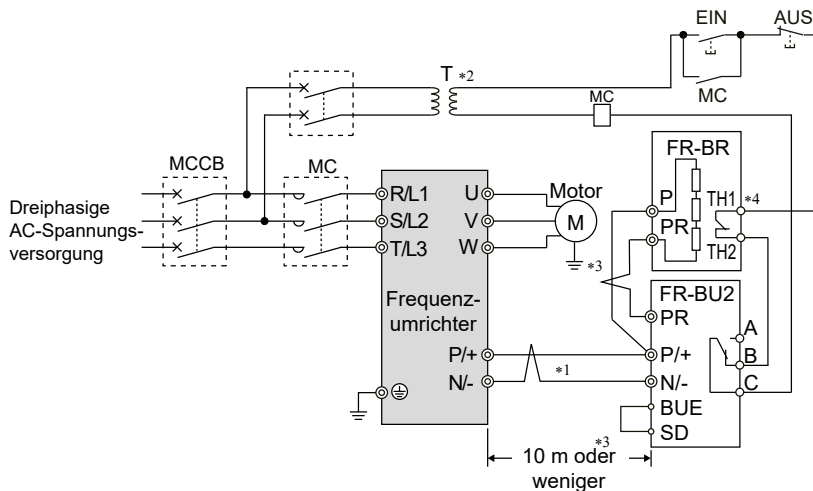 EIN
AUS
T *2
MC
MC
FR-BR
MCCB
MC
P
TH1
*4
R/L1
U
Motor
Dreiphasige
AC-Spannungs-
versorgung
S/L2
V
M
PR
T/L3
W
TH2
*3
FR-BU2
Frequenz-
umrichter
PR
A
P/+
P/+
B
N/-
*1
N/-
C
BUE
SD
*3
10 m oder
weniger